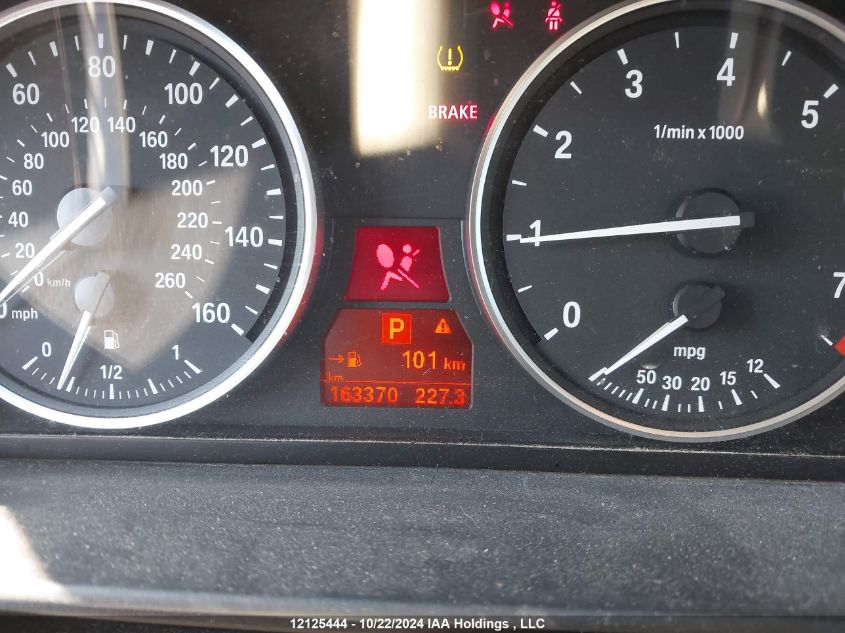 60 80 100 120 140 160
20 40 60 80 100 120 140 160 180 200 220 240 260
0 km/h
mph
0 1/2 1
BRAKE
P
101 km
km
163370 227.3
0 1 2 3 4 5 7
1/min x 1000
mpg
50 30 20 15 12
12125444 - 10/22/2024 IAA Holdings , LLC